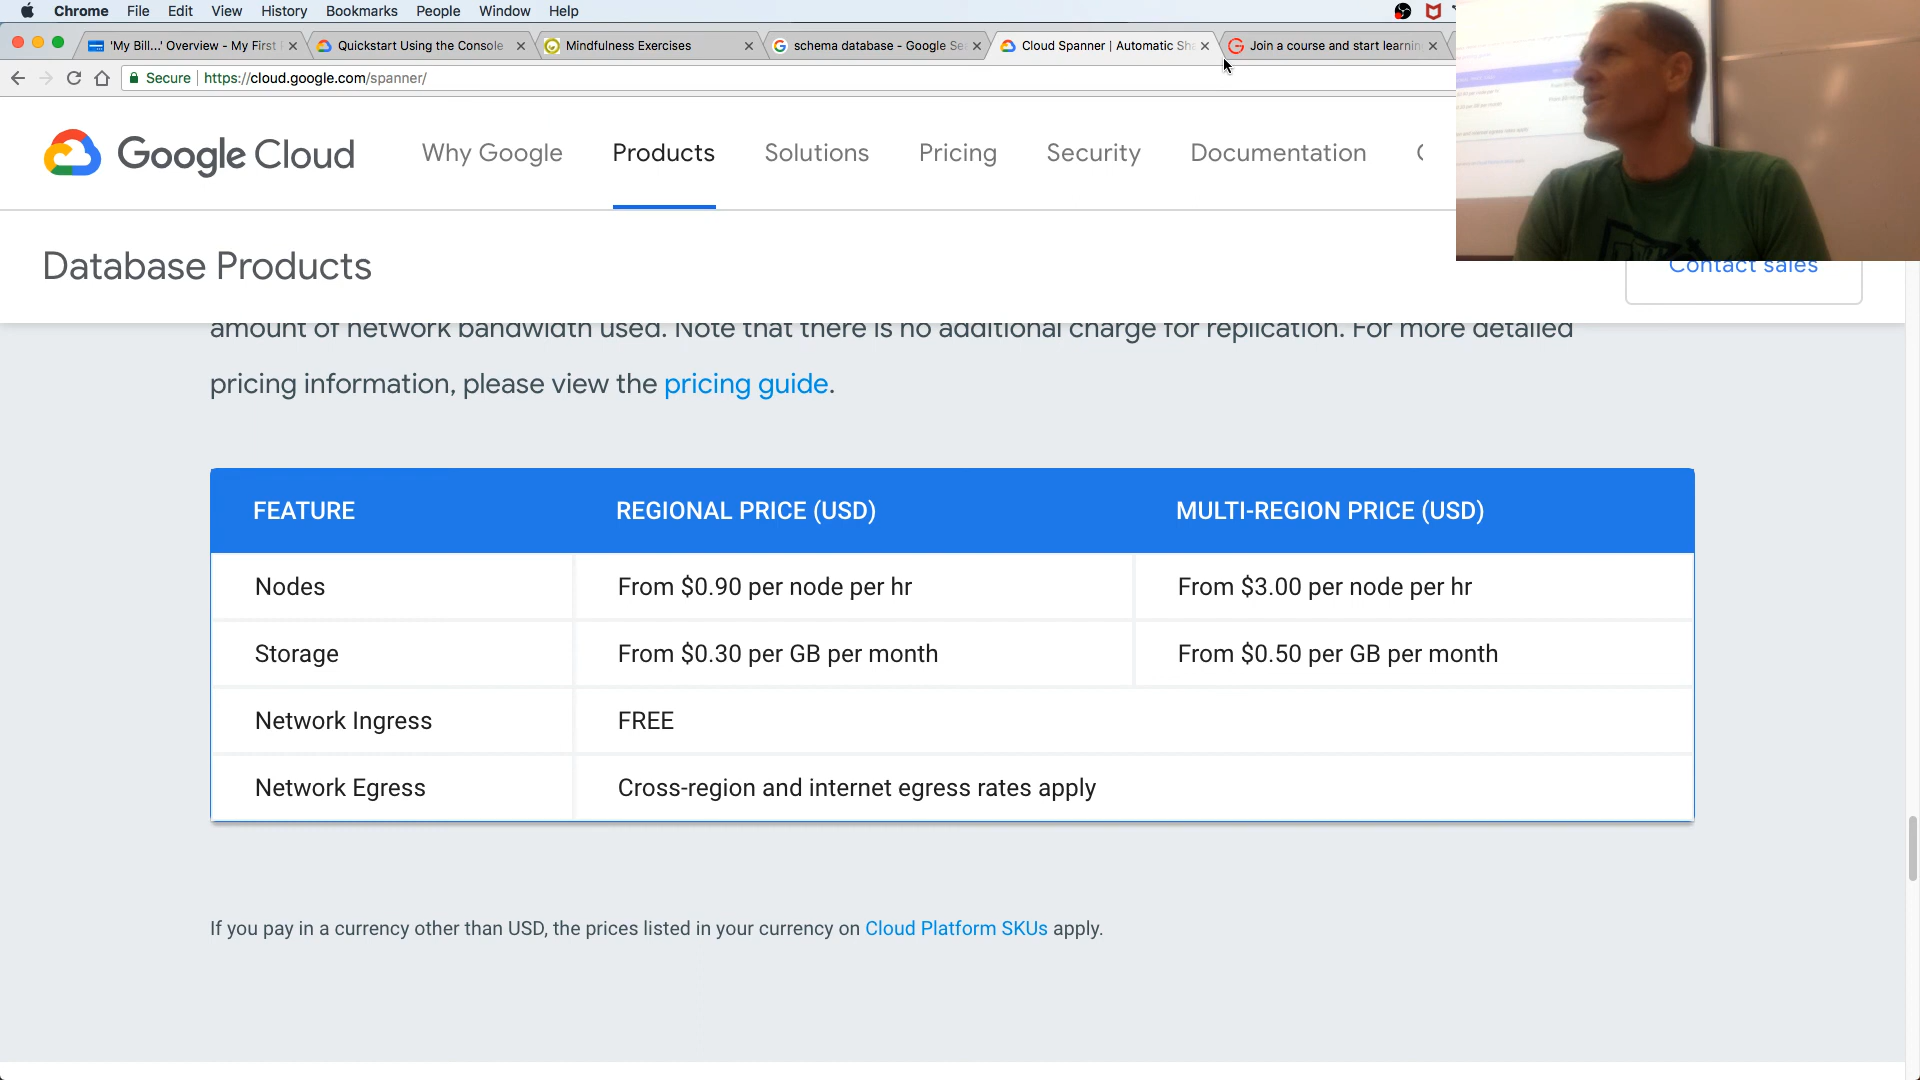 Chrome File Edit View History Bookmarks People Window Help
'My Bill...' Overview - My First
Quickstart Using the Console
Mindfulness Exercises
schema database - Google Se
Cloud Spanner | Automatic Sh
Join a course and start learnin
Secure https://cloud.google.com/spanner/
Google Cloud Why Google Products Solutions Pricing Security Documentation
Database Products
Contact sales
amount of network bandwidth used. Note that there is no additional charge for replication. For more detailed
pricing information, please view the pricing guide.
FEATURE REGIONAL PRICE (USD) MULTI-REGION PRICE (USD)
Nodes From $0.90 per node per hr From $3.00 per node per hr
Storage From $0.30 per GB per month From $0.50 per GB per month
Network Ingress FREE
Network Egress Cross-region and internet egress rates apply
If you pay in a currency other than USD, the prices listed in your currency on Cloud Platform SKUs apply.